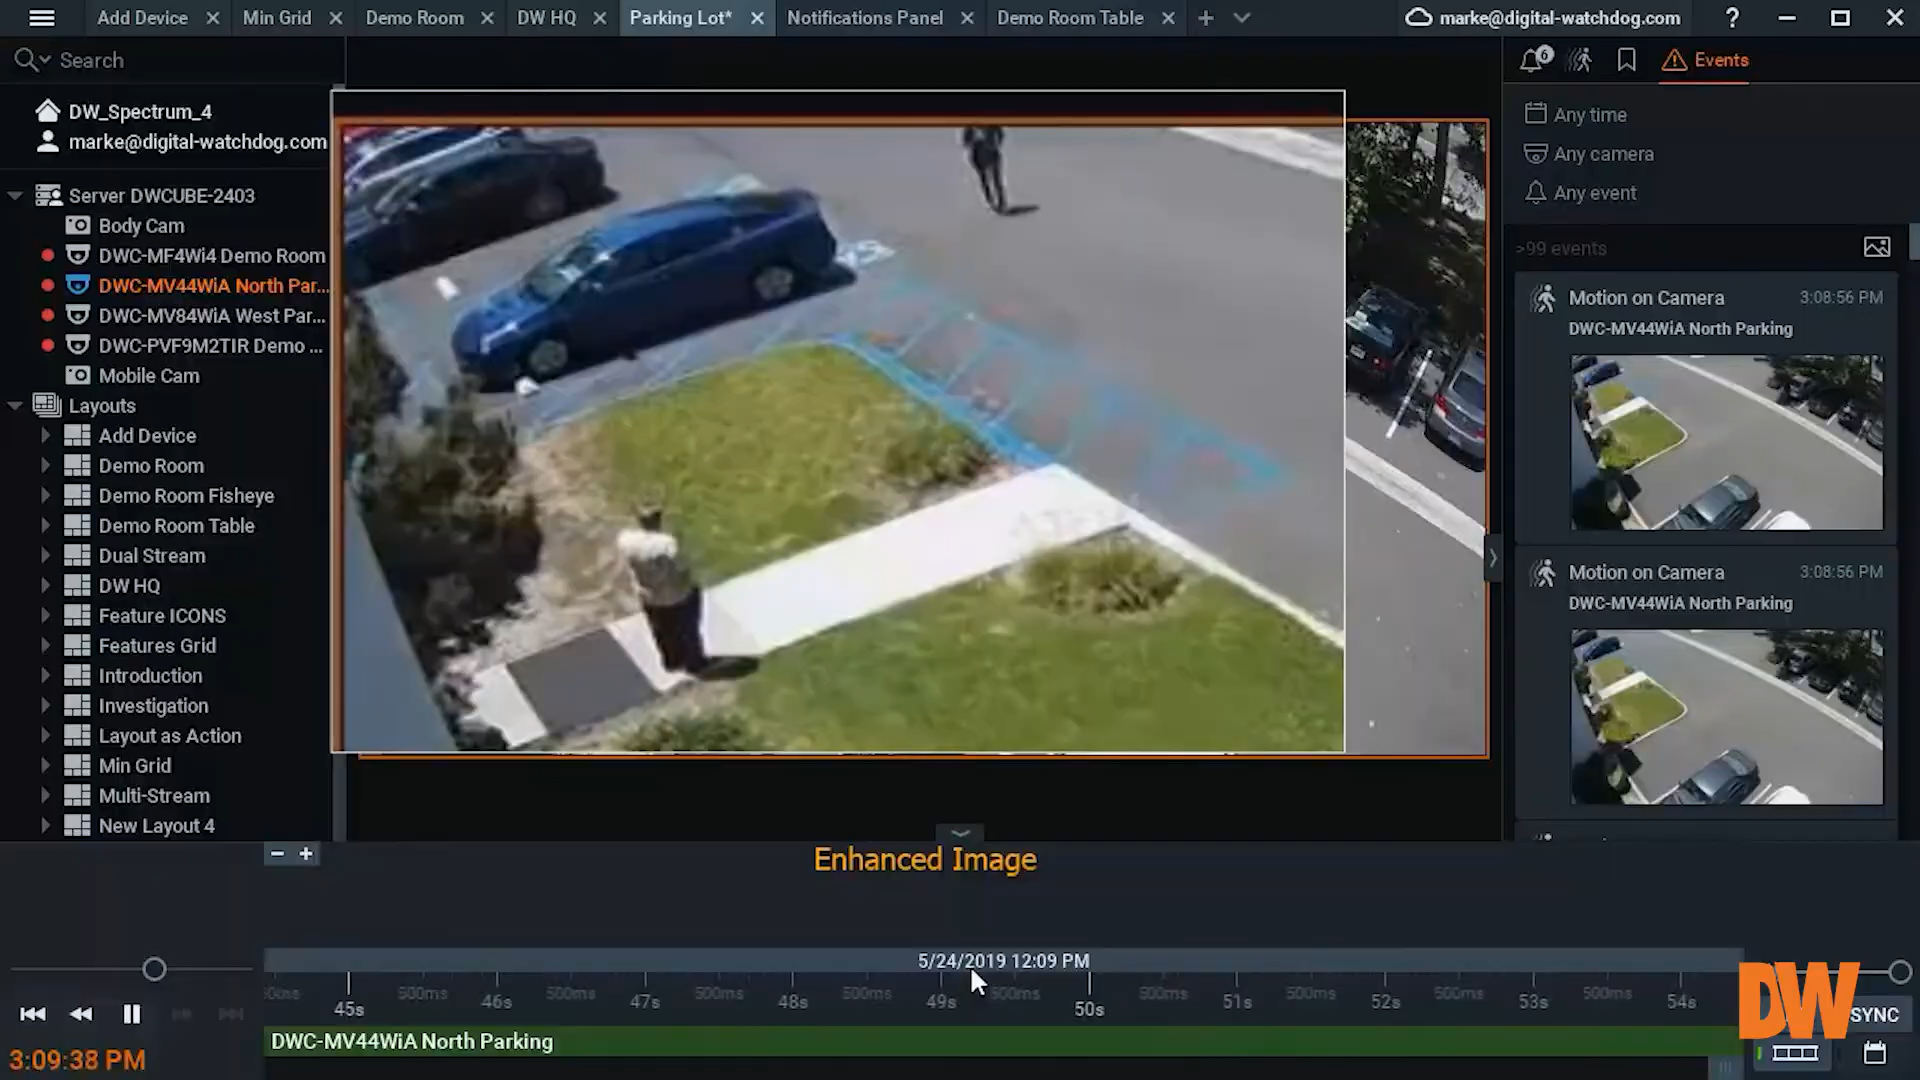 Add Device
Min Grid
Demo Room
DW HQ
Parking Lot*
Notifications Panel
Demo Room Table
marke@digital-watchdog.com
?
Search
DW_Spectrum_4
marke@digital-watchdog.com
Server DWCUBE-2403
Body Cam
DWC-MF4Wi4 Demo Room
DWC-MV44WiA North Par...
DWC-MV84WiA West Par...
DWC-PVF9M2TIR Demo ...
Mobile Cam
Layouts
Add Device
Demo Room
Demo Room Fisheye
Demo Room Table
Dual Stream
DW HQ
Feature ICONS
Features Grid
Introduction
Investigation
Layout as Action
Min Grid
Multi-Stream
New Layout 4
6
Events
Any time
Any camera
Any event
>99 events
Motion on Camera 3:08:56 PM
DWC-MV44WiA North Parking
Motion on Camera 3:08:56 PM
DWC-MV44WiA North Parking
Enhanced Image
5/24/2019 12:09 PM
45s 500ms 46s 500ms 47s 500ms 48s 500ms 49s 500ms 50s 500ms 51s 500ms 52s 500ms 53s 500ms 54s
DWC-MV44WiA North Parking
3:09:38 PM
DW
SYNC